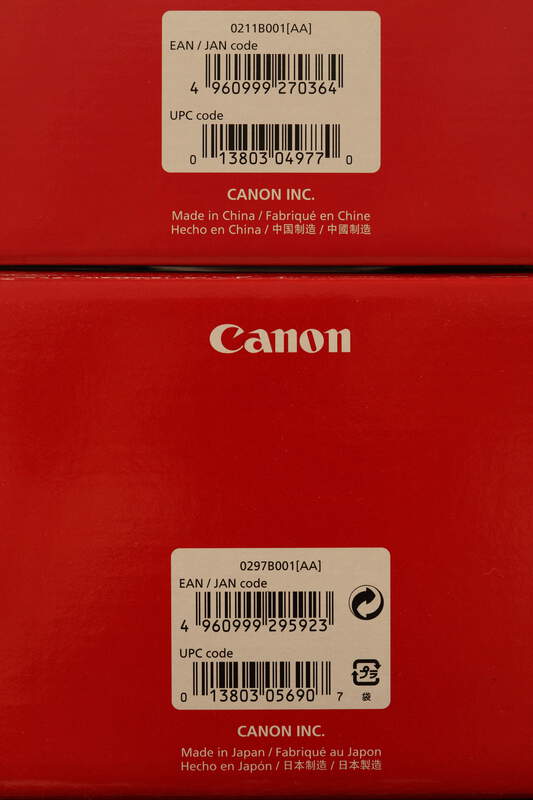 0211B001[AA]
EAN / JAN code
4 960999 270364
UPC code
0 13803 04977 0
CANON INC.
Made in China / Fabriqué en Chine
Hecho en China / 中国制造 / 中國製造
Canon
0297B001[AA]
EAN / JAN code
4 960999 295923
UPC code
0 13803 05690 7
プラ
袋
CANON INC.
Made in Japan / Fabriqué au Japon
Hecho en Japón / 日本制造 / 日本製造